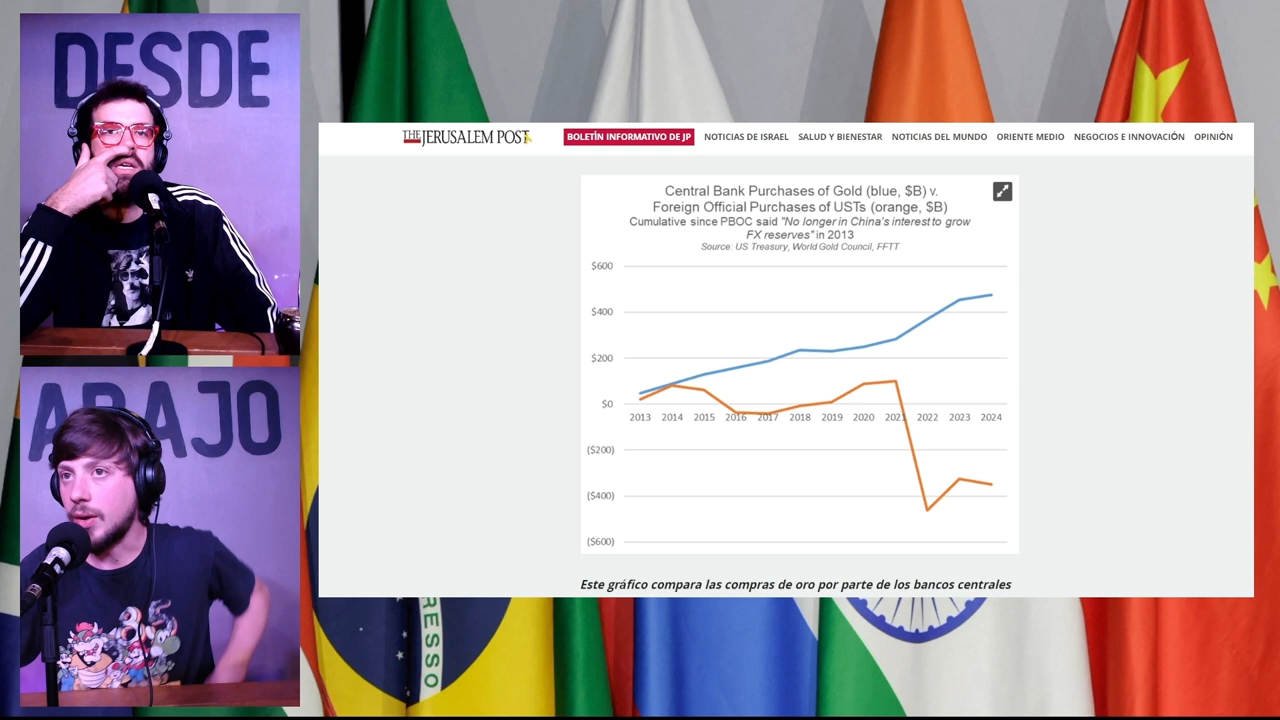 DESDE
ABAJO
THE JERUSALEM POST
BOLETÍN INFORMATIVO DE JP NOTICIAS DE ISRAEL SALUD Y BIENESTAR NOTICIAS DEL MUNDO ORIENTE MEDIO NEGOCIOS E INNOVACIÓN OPINIÓN
Central Bank Purchases of Gold (blue, $B) v.
Foreign Official Purchases of USTs (orange, $B)
Cumulative since PBOC said "No longer in China's interest to grow
FX reserves" in 2013
Source: US Treasury, World Gold Council, FFTT
$600
$400
$200
$0
2013 2014 2015 2016 2017 2018 2019 2020 2021 2022 2023 2024
($200)
($400)
($600)
Este gráfico compara las compras de oro por parte de los bancos centrales
RESSO